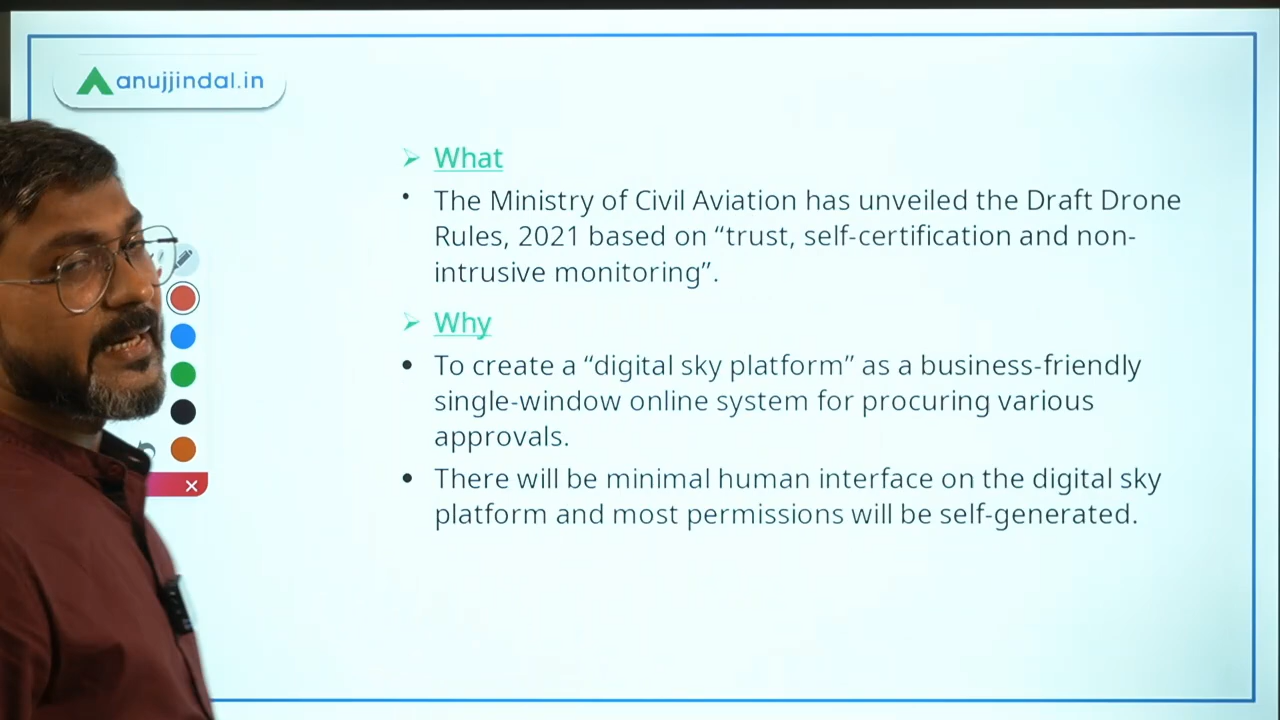 anujjindal.in
➢ What
• The Ministry of Civil Aviation has unveiled the Draft Drone
Rules, 2021 based on “trust, self-certification and non-
intrusive monitoring”.
➢ Why
• To create a “digital sky platform” as a business-friendly
single-window online system for procuring various
approvals.
• There will be minimal human interface on the digital sky
platform and most permissions will be self-generated.